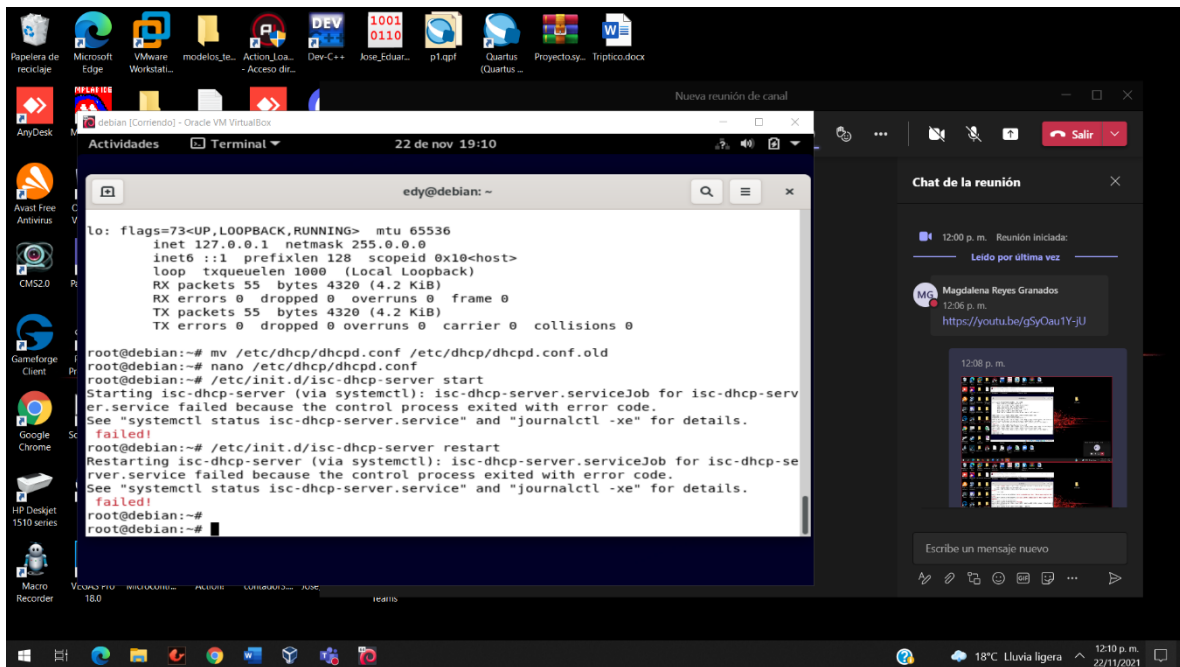 Papelera de reciclaje
Microsoft Edge
VMware Workstati...
modelos_te...
Action_Loa... - Acceso dir...
DEV C++
Dev-C++
1001
0110
Jose_Eduar...
p1.qpf
Quartus (Quartus ...
Proyecto.sy...
Triptico.docx
MPLAB IDE
AnyDesk
Nueva reunión de canal
Salir
debian [Corriendo] - Oracle VM VirtualBox
Actividades
Terminal
22 de nov 19:10
edy@debian: ~
lo: flags=73<UP,LOOPBACK,RUNNING>  mtu 65536
inet 127.0.0.1  netmask 255.0.0.0
inet6 ::1  prefixlen 128  scopeid 0x10<host>
loop  txqueuelen 1000  (Local Loopback)
RX packets 55  bytes 4320 (4.2 KiB)
RX errors 0  dropped 0  overruns 0  frame 0
TX packets 55  bytes 4320 (4.2 KiB)
TX errors 0  dropped 0 overruns 0  carrier 0  collisions 0
root@debian:~# mv /etc/dhcp/dhcpd.conf /etc/dhcp/dhcpd.conf.old
root@debian:~# nano /etc/dhcp/dhcpd.conf
root@debian:~# /etc/init.d/isc-dhcp-server start
Starting isc-dhcp-server (via systemctl): isc-dhcp-server.serviceJob for isc-dhcp-serv
er.service failed because the control process exited with error code.
See "systemctl status isc-dhcp-server.service" and "journalctl -xe" for details.
failed!
root@debian:~# /etc/init.d/isc-dhcp-server restart
Restarting isc-dhcp-server (via systemctl): isc-dhcp-server.serviceJob for isc-dhcp-se
rver.service failed because the control process exited with error code.
See "systemctl status isc-dhcp-server.service" and "journalctl -xe" for details.
failed!
root@debian:~#
root@debian:~#
Chat de la reunión
12:00 p. m. Reunión iniciada:
Leído por última vez
MG
Magdalena Reyes Granados
12:06 p. m.
https://youtu.be/gSyOau1Y-jU
12:08 p. m.
Escribe un mensaje nuevo
GIF
Avast Free Antivirus
CMS2.0
Gameforge Client
Google Chrome
HP Deskjet 1510 series
Macro Recorder
18.0
Teams
18°C Lluvia ligera
12:10 p. m.
22/11/2021